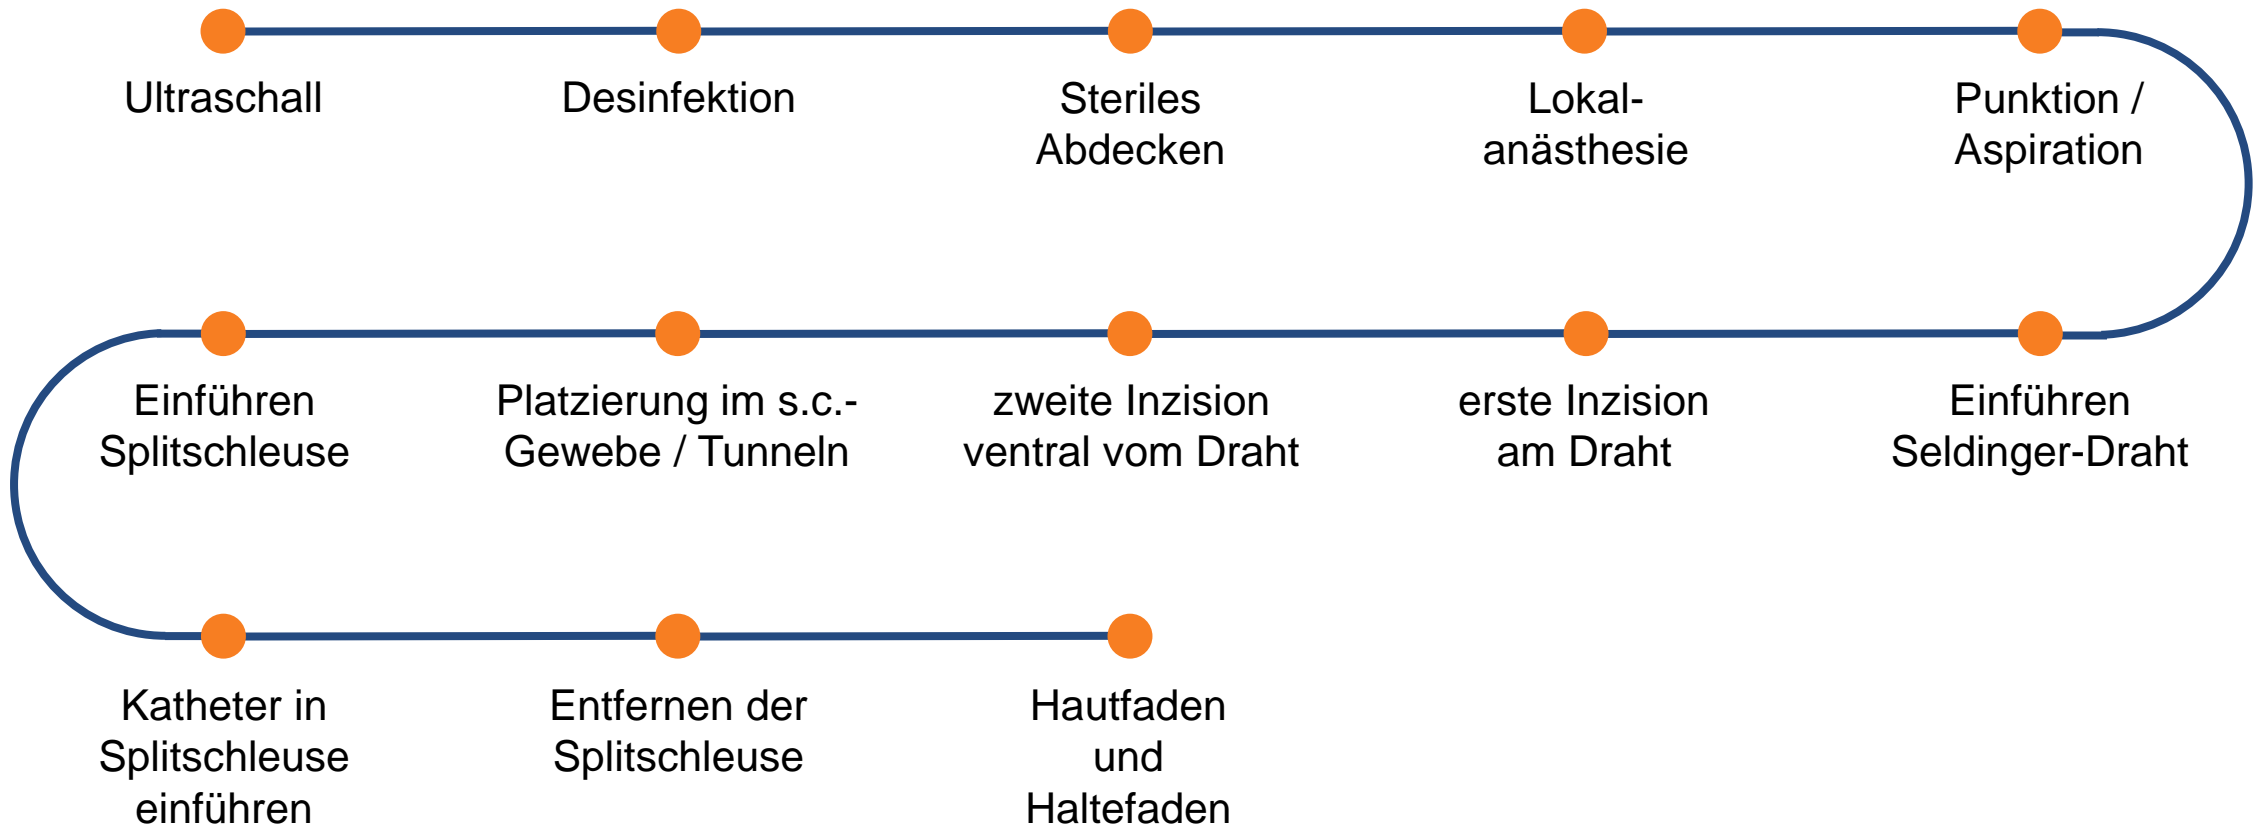 Ultraschall
Desinfektion
Steriles
Abdecken
Lokal-
anästhesie
Punktion /
Aspiration
Einführen
Seldinger-Draht
erste Inzision
am Draht
zweite Inzision
ventral vom Draht
Platzierung im s.c.-
Gewebe / Tunneln
Einführen
Splitschleuse
Katheter in
Splitschleuse
einführen
Entfernen der
Splitschleuse
Hautfaden
und
Haltefaden